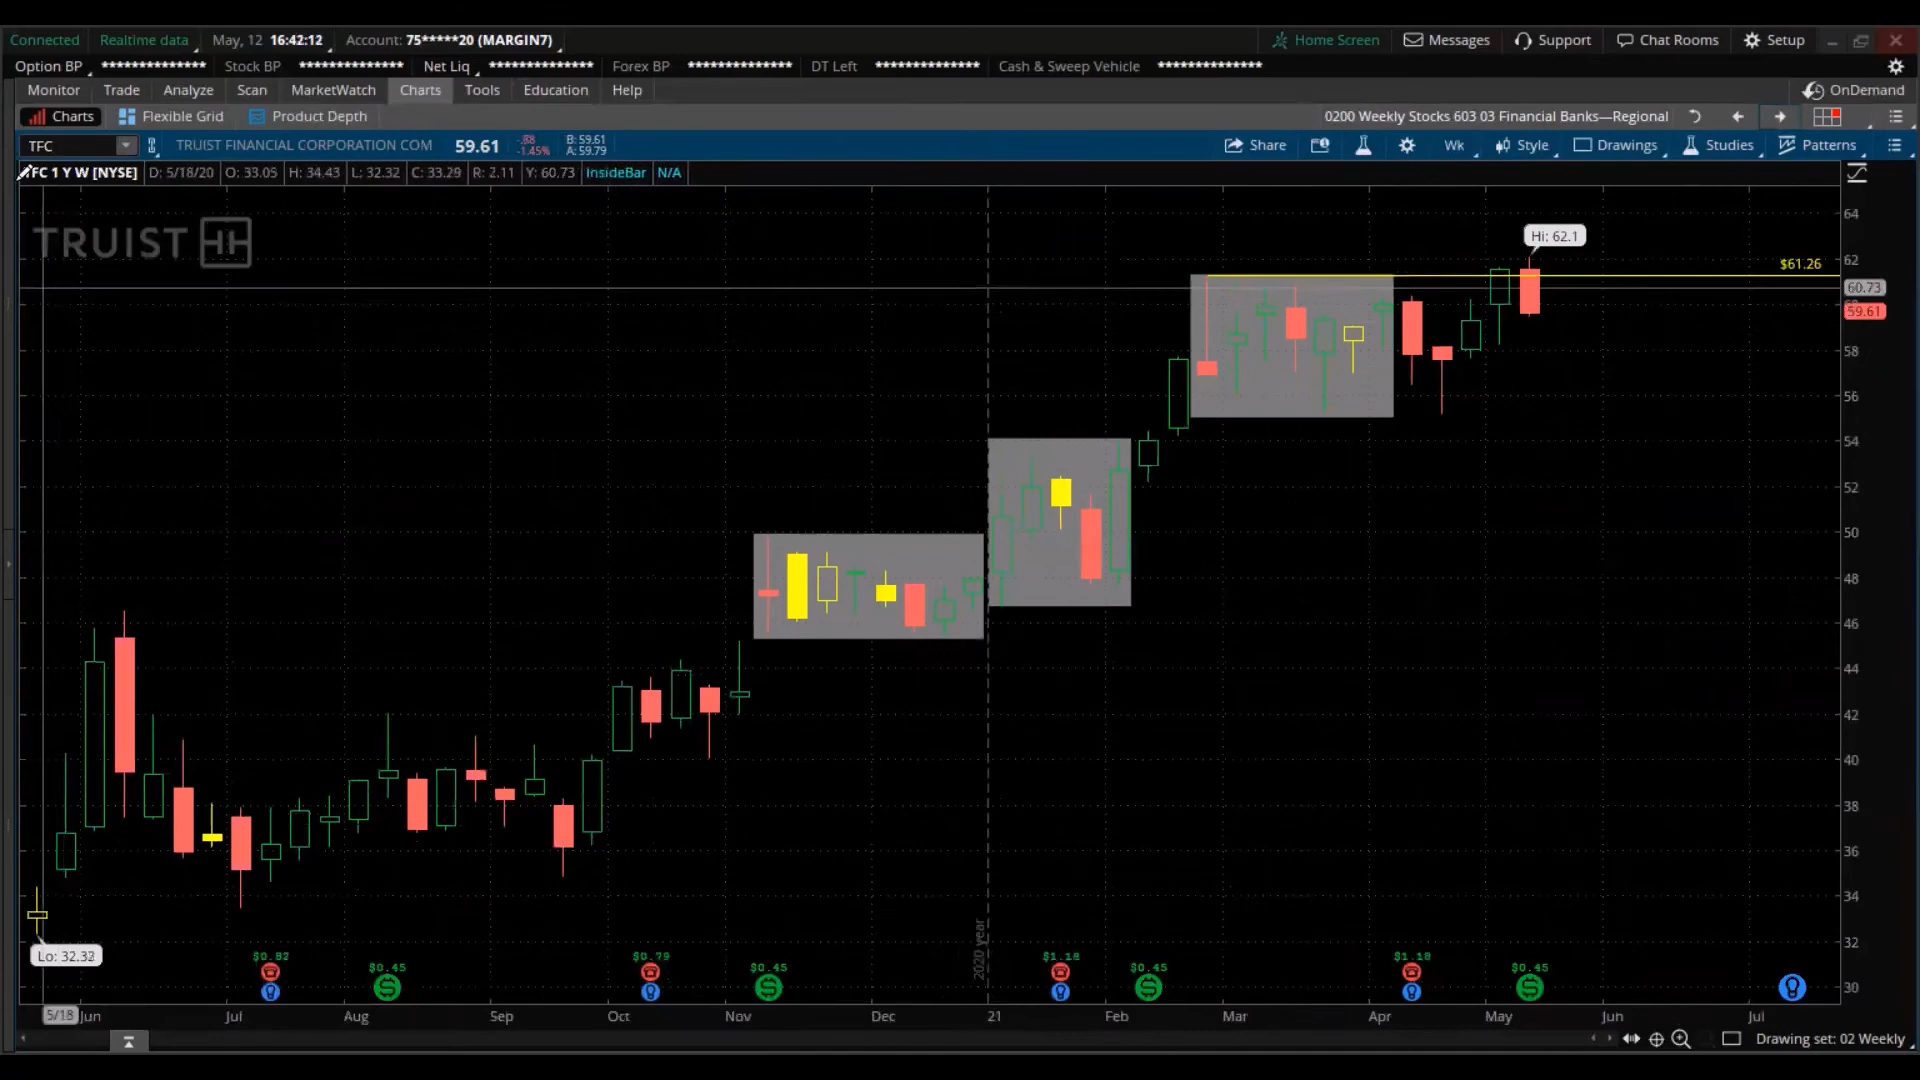 Connected Realtime data May, 12 16:42:12 Account: 75*****20 (MARGIN7) Home Screen Messages Support Chat Rooms Setup
Option BP ************** Stock BP ************** Net Liq ************** Forex BP ************** DT Left ************** Cash & Sweep Vehicle **************
Monitor Trade Analyze Scan MarketWatch Charts Tools Education Help OnDemand
Charts Flexible Grid Product Depth 0200 Weekly Stocks 603 03 Financial Banks—Regional
TFC TRUIST FINANCIAL CORPORATION COM 59.61 -.88 -1.45% B: 59.61 A: 59.79 Share Wk Style Drawings Studies Patterns
FC 1 Y W [NYSE] D: 5/18/20 O: 33.05 H: 34.43 L: 32.32 C: 33.29 R: 2.11 Y: 60.73 InsideBar N/A
64
TRUIST
Hi: 62.1
62
$61.26
60.73
59.61
58
56
54
52
50
48
46
44
42
40
38
36
34
32
30
Lo: 32.32
2020 year
$0.82 $0.45 $0.79 $0.45 $1.18 $0.45 $1.18 $0.45
5/18 Jun Jul Aug Sep Oct Nov Dec 21 Feb Mar Apr May Jun Jul
Drawing set: 02 Weekly